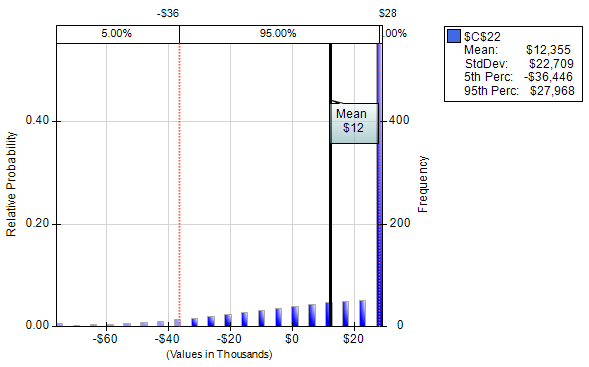 -$36
$28
5.00%
95.00%
.00%
$C$22
Mean: $12,355
StdDev: $22,709
5th Perc: -$36,446
95th Perc: $27,968
Mean
$12
Relative Probability
0.40
0.20
0.00
400
200
0
Frequency
-$60
-$40
-$20
$0
$20
(Values in Thousands)